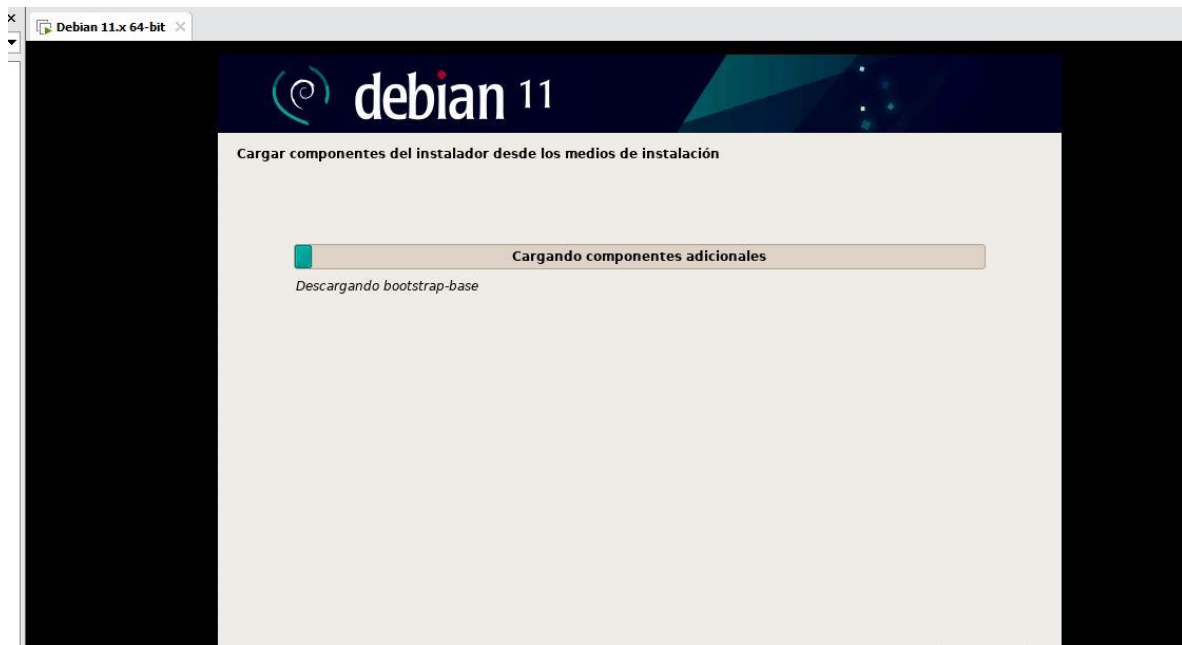 Debian 11.x 64-bit
debian 11
Cargar componentes del instalador desde los medios de instalación
Cargando componentes adicionales
Descargando bootstrap-base